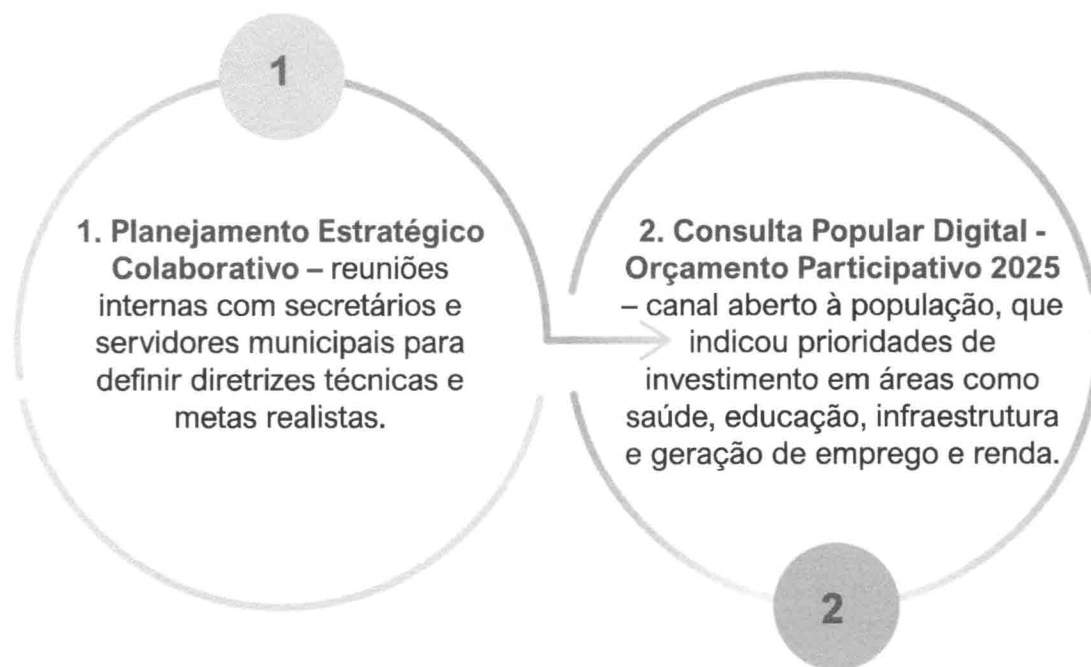 1
1. Planejamento Estratégico
Colaborativo – reuniões
internas com secretários e
servidores municipais para
definir diretrizes técnicas e
metas realistas.
2. Consulta Popular Digital -
Orçamento Participativo 2025
– canal aberto à população, que
indicou prioridades de
investimento em áreas como
saúde, educação, infraestrutura
e geração de emprego e renda.
2